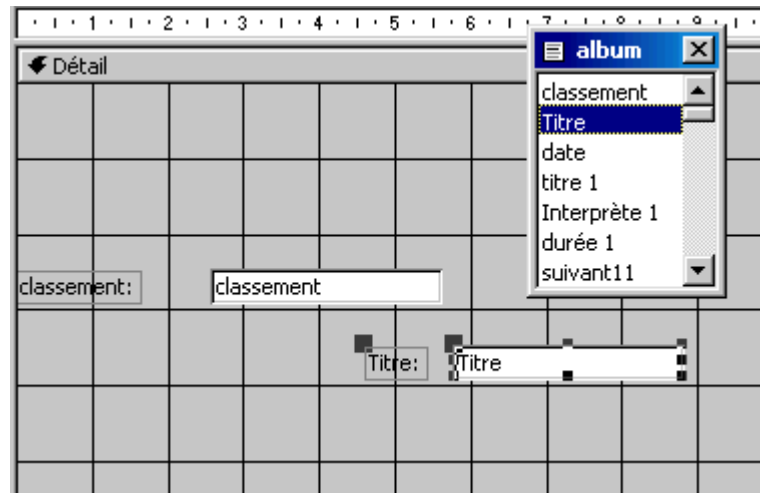 1 2 3 4 5 6 7 8 9
album
Détail
classement
Titre
date
titre 1
Interprète 1
durée 1
suivant11
classement: classement
Titre: Titre